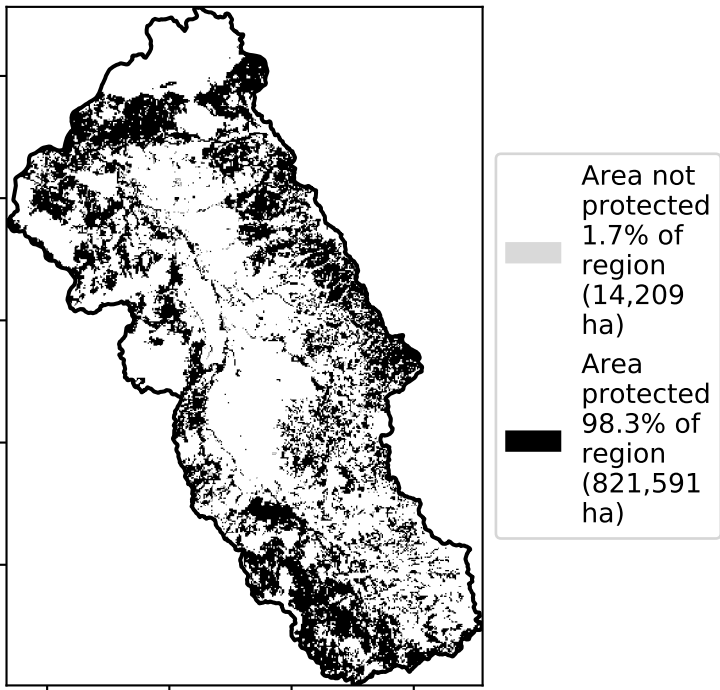 Area not
protected
1.7% of
region
(14,209
ha)
Area
protected
98.3% of
region
(821,591
ha)